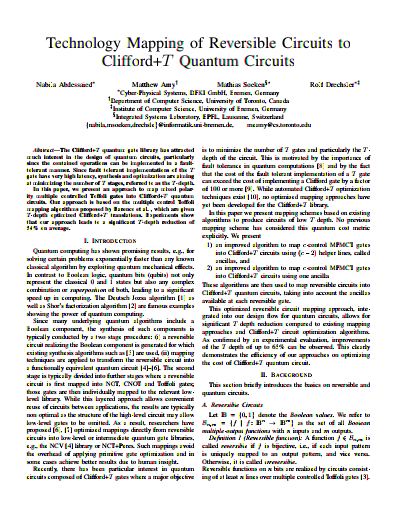 Technology Mapping of Reversible Circuits to
Clifford+T Quantum Circuits
Nabila Abdessaied* Matthew Amy† Mathias Soeken§* Rolf Drechsler*‡
*Cyber-Physical Systems, DFKI GmbH, Bremen, Germany
†Department of Computer Science, University of Toronto, Canada
‡Institute of Computer Science, University of Bremen, Germany
§Integrated Systems Laboratory, EPFL, Lausanne, Switzerland
{nabila,msoeken,drechsle}@informatik.uni-bremen.de, meamy@cs.toronto.edu
Abstract—The Clifford+T quantum gate library has attracted
much interest in the design of quantum circuits, particularly
since the contained operations can be implemented in a fault-
tolerant manner. Since fault tolerant implementations of the T
gate have very high latency, synthesis and optimization are aiming
at minimizing the number of T stages, referred to as the T-depth.
In this paper, we present an approach to map mixed polar-
ity multiple controlled Toffoli gates into Clifford+T quantum
circuits. Our approach is based on the multiple control Toffoli
mapping algorithms proposed by Barenco et al., which are given
T-depth optimized Clifford+T translations. Experiments show
that our approach leads to a significant T-depth reduction of
54% on average.
I. INTRODUCTION
Quantum computing has shown promising results, e.g., for
solving certain problems exponentially faster than any known
classical algorithm by exploiting quantum mechanical effects.
In contrast to Boolean logic, quantum bits (qubits) not only
represent the classical 0 and 1 states but also any complex
combination or superposition of both, leading to a significant
speed up in computing. The Deutsch Jozsa algorithm [1] as
well as Shor's factorization algorithm [2] are famous examples
showing the power of quantum computing.
Since many underlying quantum algorithms include a
Boolean component, the synthesis of such components is
typically conducted by a two stage procedure: (i) a reversible
circuit realizing the Boolean component is generated for which
existing synthesis algorithms such as [3] are used, (ii) mapping
techniques are applied to transform the reversible circuit into
a functionally equivalent quantum circuit [4]–[6]. The second
stage is typically divided into further stages where a reversible
circuit is first mapped into NOT, CNOT and Toffoli gates;
those gates are then individually mapped to the relevant low-
level library. While this layered approach allows convenient
reuse of circuits between applications, the results are typically
non optimal as the structure of the high-level circuit may allow
low-level gates to be omitted. As a result, researchers have
proposed [6], [7] optimized mappings directly from reversible
circuits into low-level or intermediate quantum gate libraries,
e.g., the NCV [4] library or NCT+Peres. Such mappings avoid
the overhead of applying primitive gate optimization and in
some cases achieve better results due to human insight.
Recently, there has been particular interest in quantum
circuits composed of Clifford+T gates where a major objective
is to minimize the number of T gates and particularly the T-
depth of the circuit. This is motivated by the importance of
fault tolerance in quantum computations [8] and by the fact
that the cost of the fault tolerant implementation of a T gate
can exceed the cost of implementing a Clifford gate by a factor
of 100 or more [9]. While automated Clifford+T optimization
techniques exist [10], no optimized mapping approaches have
yet been developed for the Clifford+T library.
In this paper we present mapping schemes based on existing
algorithms to produce circuits of low T depth. No previous
mapping scheme has considered this quantum cost metric
explicitly. We present
1) an improved algorithm to map c-control MPMCT gates
into Clifford+T circuits using (c − 2) helper lines, called
ancillas, and
2) an improved algorithm to map c-control MPMCT gates
into Clifford+T circuits using one ancilla.
These algorithms are then used to map reversible circuits into
Clifford+T quantum circuits, taking into account the ancillas
available at each reversible gate.
This optimized reversible circuit mapping approach, inte-
grated into our design flow for quantum circuits, allows for
significant T depth reduction compared to existing mapping
approaches and Clifford+T circuit optimization algorithms.
As confirmed by an experimental evaluation, improvements
of the T depth of up to 65% can be observed. This clearly
demonstrates the efficiency of our approaches on optimizing
the cost of Clifford+T quantum circuit.
II. BACKGROUND
This section briefly introduces the basics on reversible and
quantum circuits.
A. Reversible Circuits
Let 𝔹 = {0, 1} denote the Boolean values. We refer to
𝔹n,m = {f | f: 𝔹ⁿ → 𝔹ᵐ} as the set of all Boolean
multiple-output functions with n inputs and m outputs.
Definition 1 (Reversible function): A function f ∈ 𝔹n,m is
called reversible if f is bijective, i.e., if each input pattern
is uniquely mapped to an output pattern, and vice versa.
Otherwise, it is called irreversible.
Reversible functions on n bits are realized by circuits consist-
ing of at least n lines over multiple controlled Toffoli gates [3].